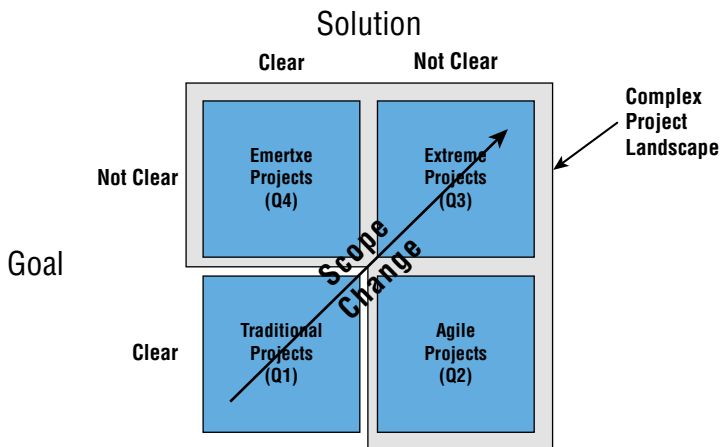 Solution
Clear
Not Clear
Complex
Project
Landscape
Not Clear
Emertxe
Projects
(Q4)
Extreme
Projects
(Q3)
Scope
Change
Goal
Clear
Traditional
Projects
(Q1)
Agile
Projects
(Q2)